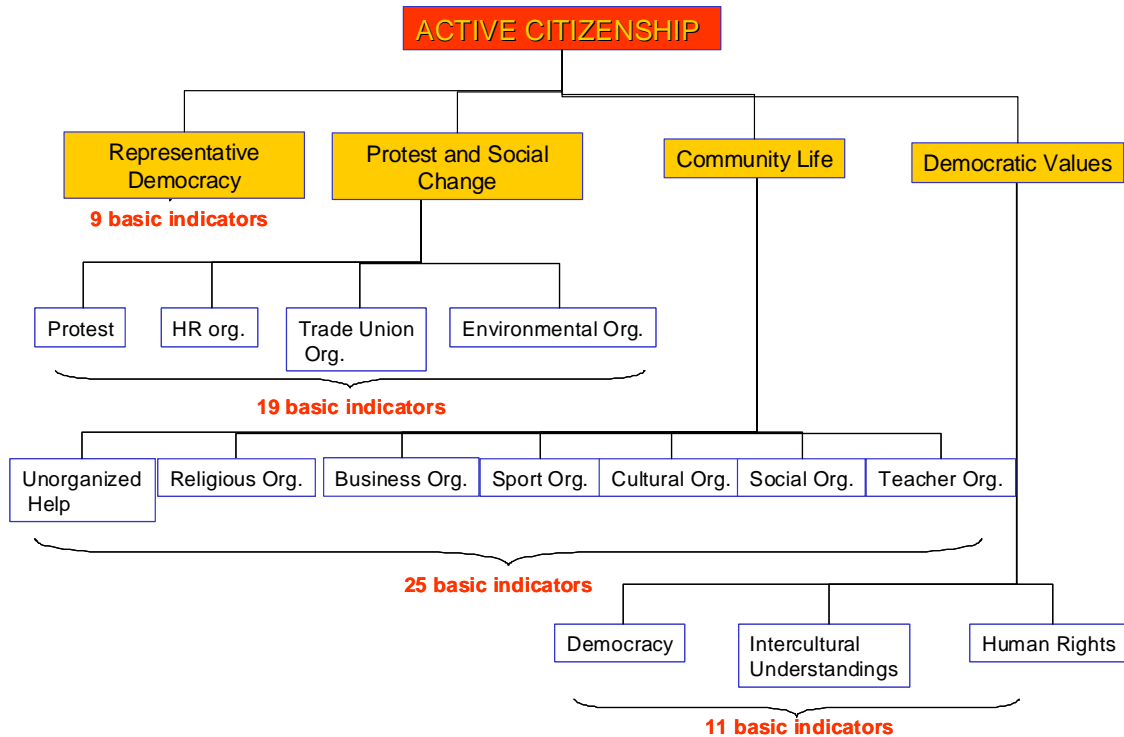 ACTIVE CITIZENSHIP
Representative
Democracy
Protest and Social
Change
Community Life
Democratic Values
9 basic indicators
Protest
HR org.
Trade Union
Org.
Environmental Org.
19 basic indicators
Unorganized
Help
Religious Org.
Business Org.
Sport Org.
Cultural Org.
Social Org.
Teacher Org.
25 basic indicators
Democracy
Intercultural
Understandings
Human Rights
11 basic indicators